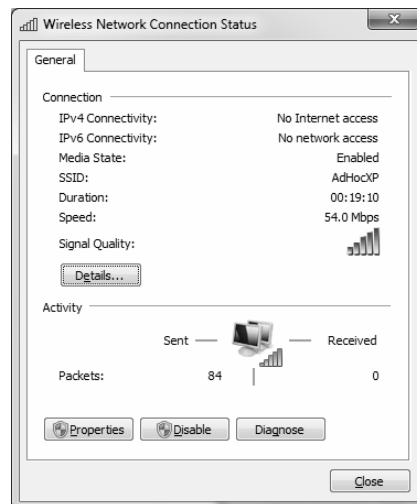 Wireless Network Connection Status
General
Connection
IPv4 Connectivity: No Internet access
IPv6 Connectivity: No network access
Media State: Enabled
SSID: AdHocXP
Duration: 00:19:10
Speed: 54.0 Mbps
Signal Quality:
Details...
Activity
Sent Received
Packets: 84 0
Properties Disable Diagnose
Close